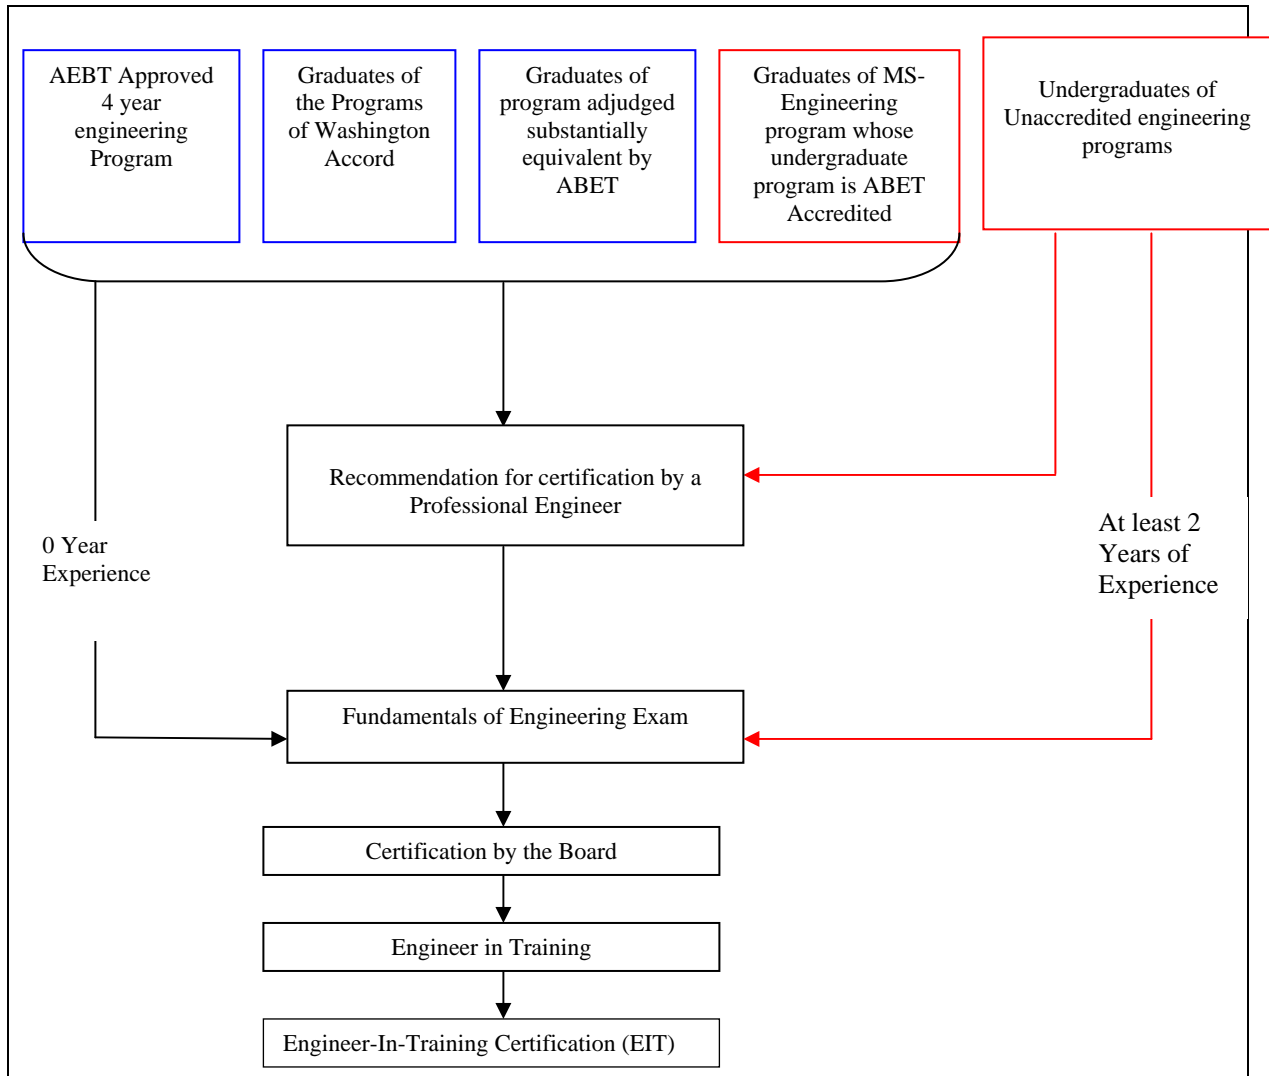 AEBT Approved
4 year
engineering
Program
Graduates of
the Programs
of Washington
Accord
Graduates of
program adjudged
substantially
equivalent by
ABET
Graduates of MS-
Engineering
program whose
undergraduate
program is ABET
Accredited
Undergraduates of
Unaccredited engineering
programs
Recommendation for certification by a
Professional Engineer
0 Year
Experience
At least 2
Years of
Experience
Fundamentals of Engineering Exam
Certification by the Board
Engineer in Training
Engineer-In-Training Certification (EIT)